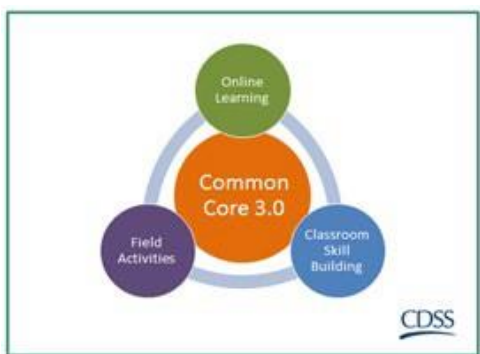 Online
Learning
Common
Core 3.0
Field
Activities
Classroom
Skill
Building
CDSS